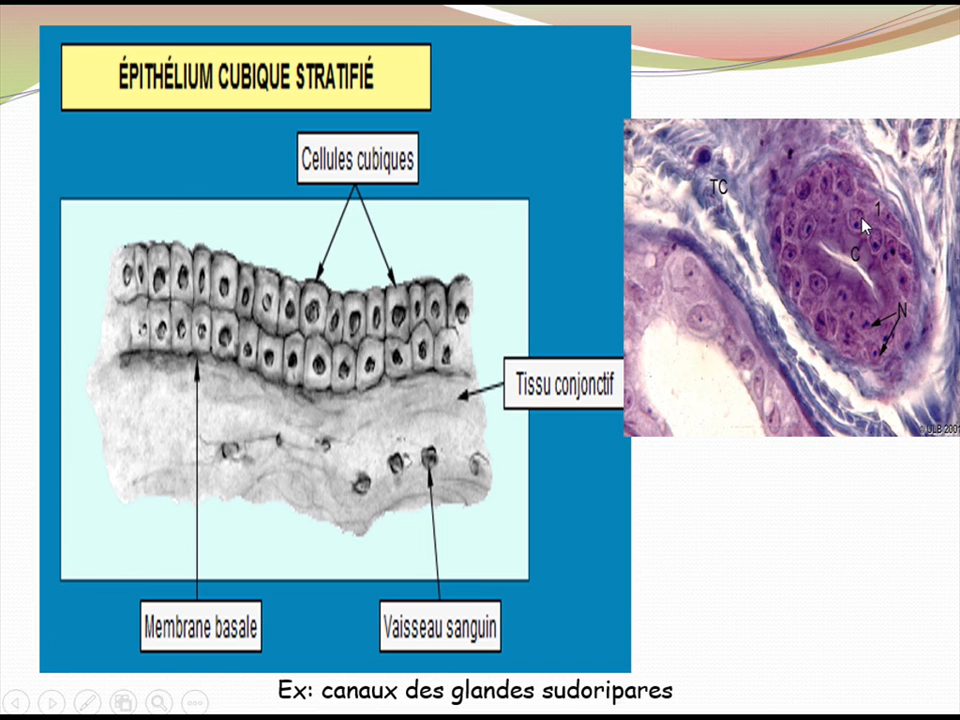 ÉPITHÉLIUM CUBIQUE STRATIFIÉ
Cellules cubiques
TC
1
C
N
Tissu conjonctif
© ULB 2001
Membrane basale
Vaisseau sanguin
Ex: canaux des glandes sudoripares